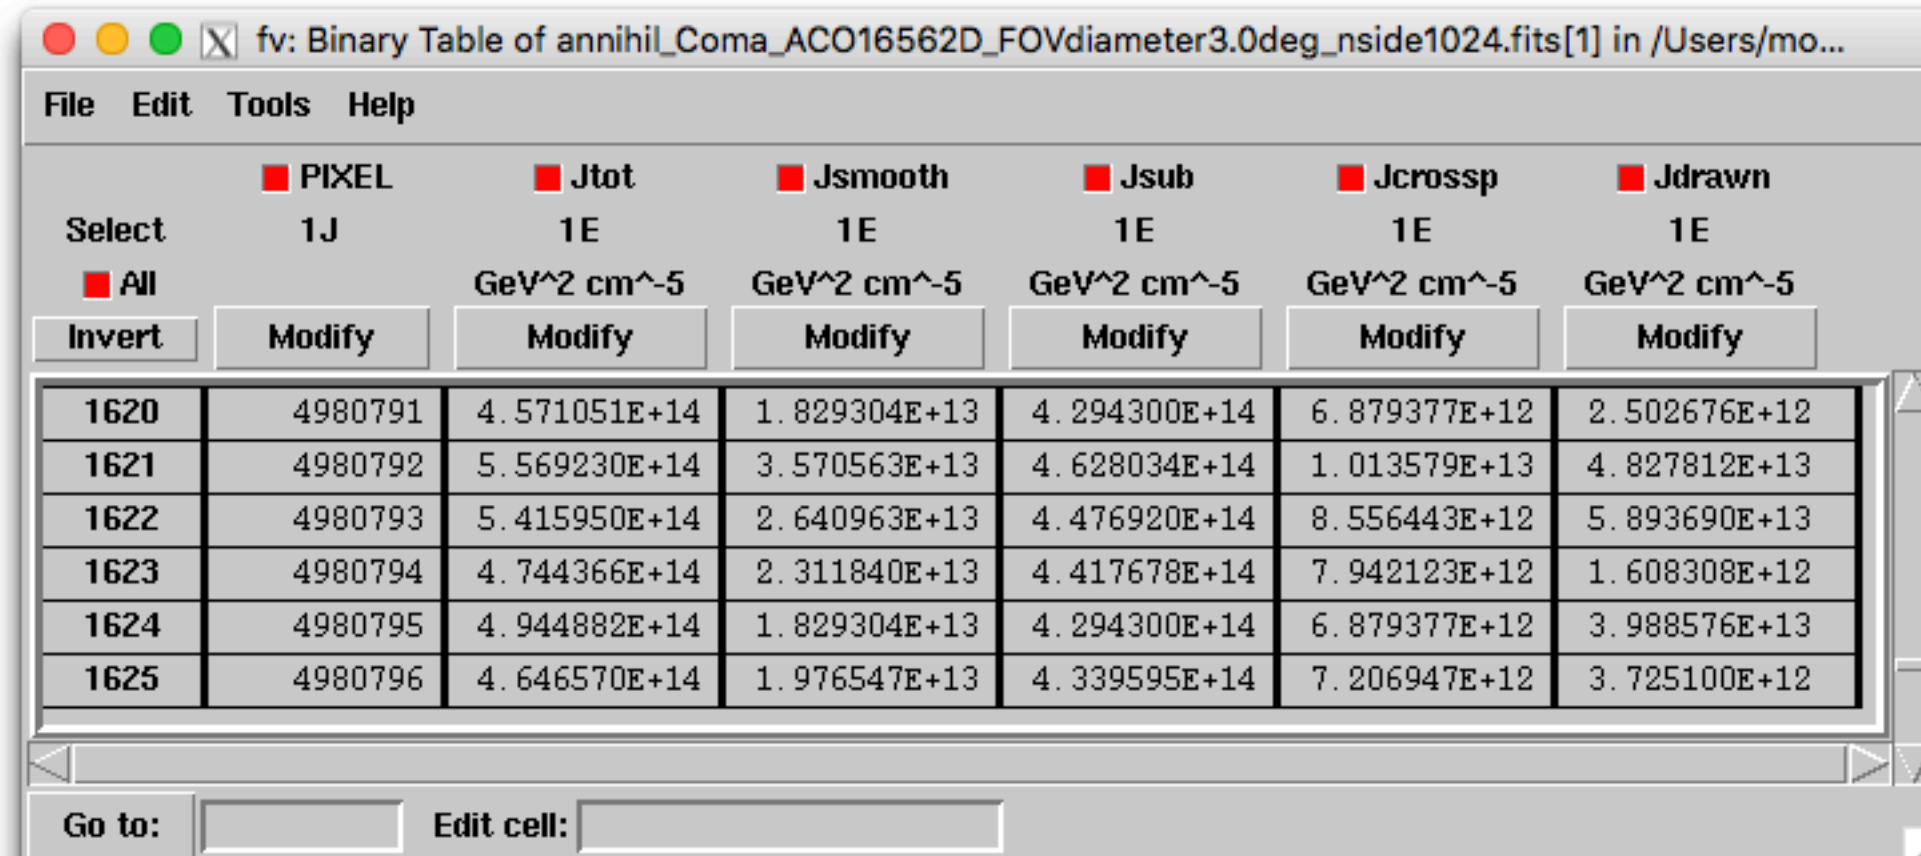 fv: Binary Table of annihil_Coma_ACO16562D_FOVdiameter3.0deg_nside1024.fits[1] in /Users/mo...
File Edit Tools Help
PIXEL Jtot Jsmooth Jsub Jcrossp Jdrawn
Select 1J 1E 1E 1E 1E 1E
All GeV^2 cm^-5 GeV^2 cm^-5 GeV^2 cm^-5 GeV^2 cm^-5 GeV^2 cm^-5
Invert Modify Modify Modify Modify Modify Modify
1620 4980791 4.571051E+14 1.829304E+13 4.294300E+14 6.879377E+12 2.502676E+12
1621 4980792 5.569230E+14 3.570563E+13 4.628034E+14 1.013579E+13 4.827812E+13
1622 4980793 5.415950E+14 2.640963E+13 4.476920E+14 8.556443E+12 5.893690E+13
1623 4980794 4.744366E+14 2.311840E+13 4.417678E+14 7.942123E+12 1.608308E+12
1624 4980795 4.944882E+14 1.829304E+13 4.294300E+14 6.879377E+12 3.988576E+13
1625 4980796 4.646570E+14 1.976547E+13 4.339595E+14 7.206947E+12 3.725100E+12
Go to: Edit cell: